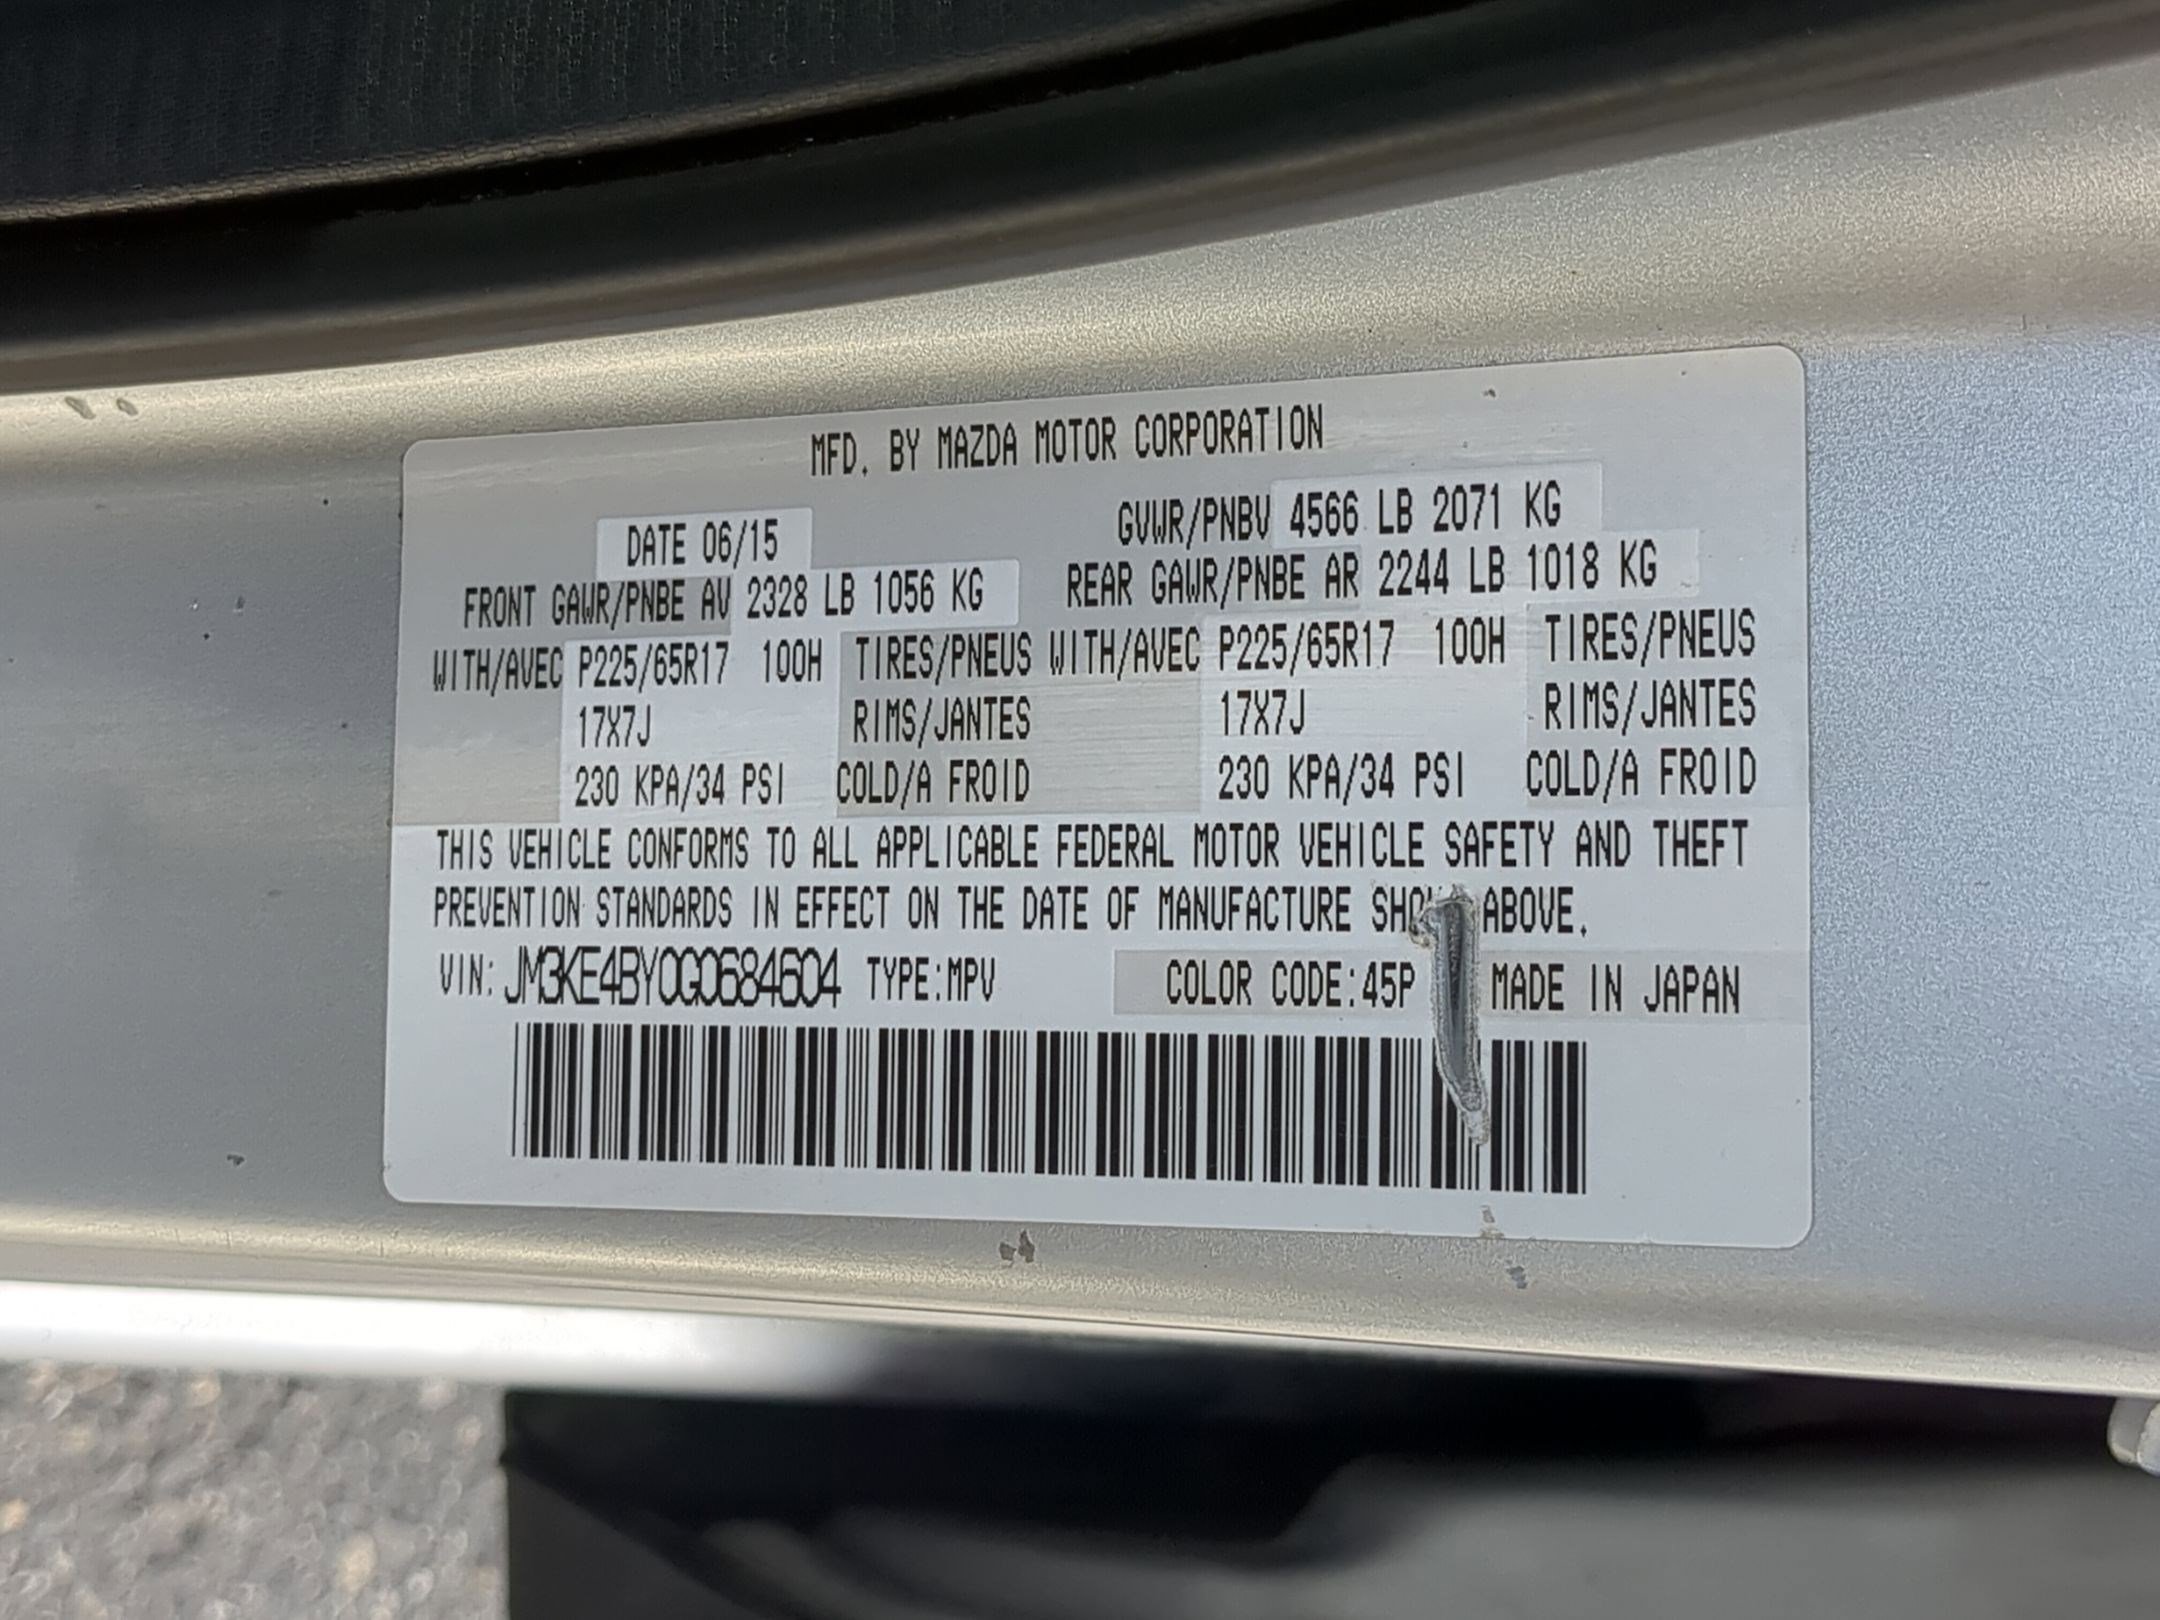 MFD. BY MAZDA MOTOR CORPORATION
DATE 06/15 GVWR/PNBV 4566 LB 2071 KG
FRONT GAWR/PNBE AV 2328 LB 1056 KG REAR GAWR/PNBE AR 2244 LB 1018 KG
WITH/AVEC P225/65R17 100H TIRES/PNEUS WITH/AVEC P225/65R17 100H TIRES/PNEUS
17X7J RIMS/JANTES 17X7J RIMS/JANTES
230 KPA/34 PSI COLD/A FROID 230 KPA/34 PSI COLD/A FROID
THIS VEHICLE CONFORMS TO ALL APPLICABLE FEDERAL MOTOR VEHICLE SAFETY AND THEFT
PREVENTION STANDARDS IN EFFECT ON THE DATE OF MANUFACTURE ABOVE.
VIN: JM3KE4BY0G0684604 TYPE:MPV COLOR CODE:45P MADE IN JAPAN